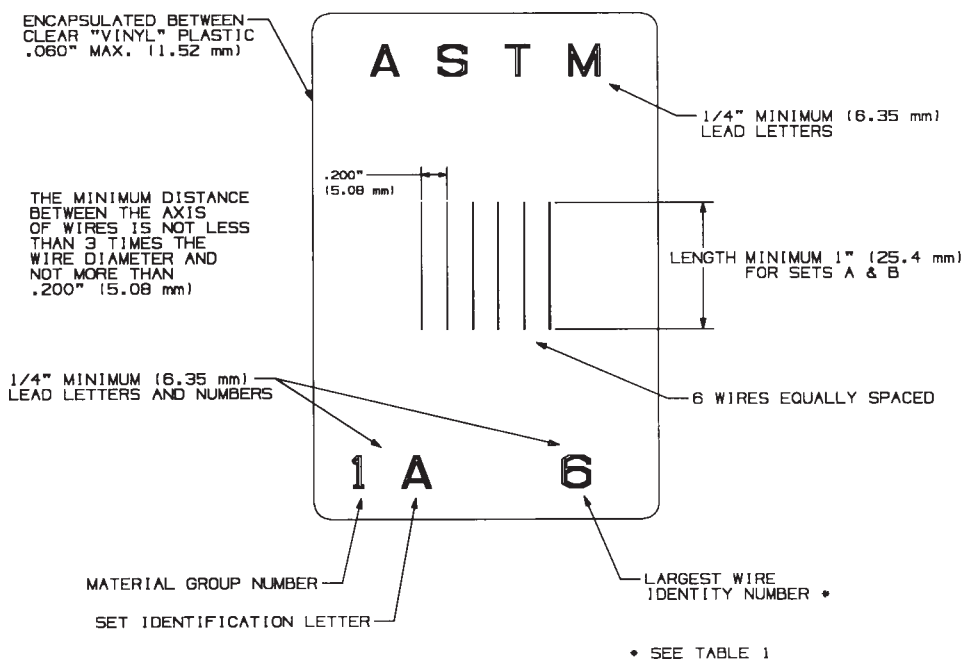 ENCAPSULATED BETWEEN
CLEAR "VINYL" PLASTIC
.060" MAX. (1.52 mm)
A S T M
1/4" MINIMUM (6.35 mm)
LEAD LETTERS
.200"
(5.08 mm)
THE MINIMUM DISTANCE
BETWEEN THE AXIS
OF WIRES IS NOT LESS
THAN 3 TIMES THE
WIRE DIAMETER AND
NOT MORE THAN
.200" (5.08 mm)
LENGTH MINIMUM 1" (25.4 mm)
FOR SETS A & B
1/4" MINIMUM (6.35 mm)
LEAD LETTERS AND NUMBERS
6 WIRES EQUALLY SPACED
1 A 6
MATERIAL GROUP NUMBER
SET IDENTIFICATION LETTER
LARGEST WIRE
IDENTITY NUMBER *
* SEE TABLE 1